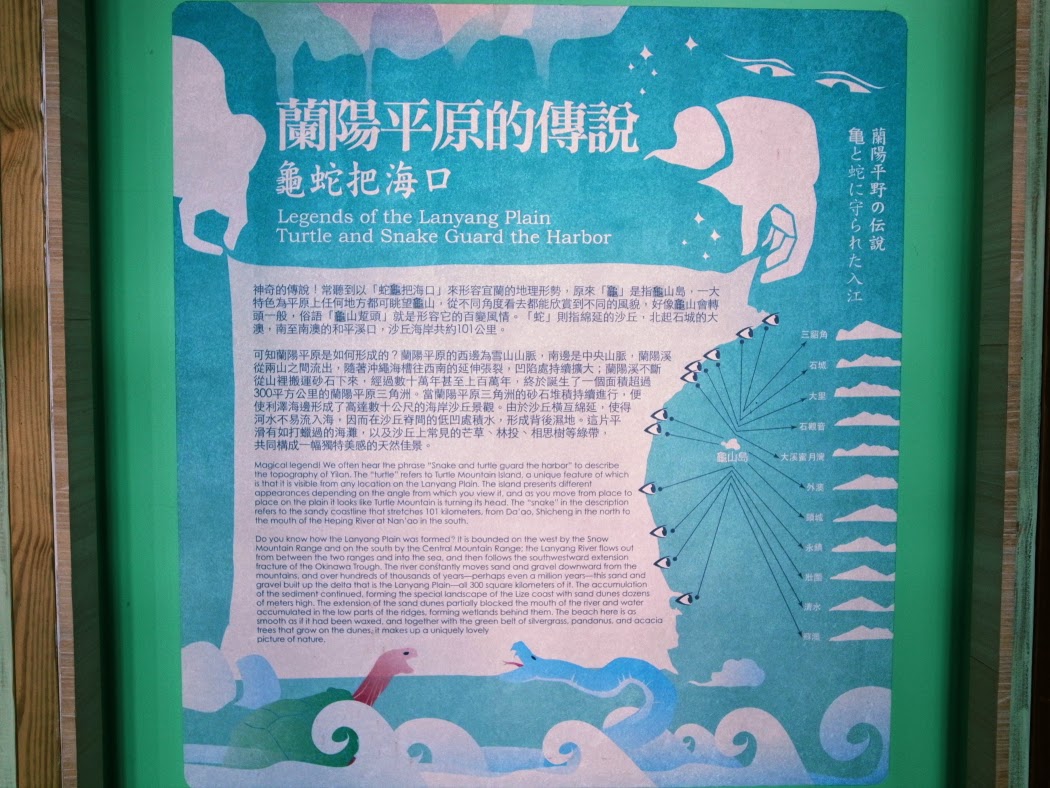 蘭陽平原的傳說
龜蛇把海口
Legends of the Lanyang Plain
Turtle and Snake Guard the Harbor
蘭陽平野の伝説
亀と蛇に守られた入江
神奇的傳說！常聽到以「蛇龜把海口」來形容宜蘭的地理形勢，原來「龜」是指龜山島，一大
特色為平原上任何地方都可眺望龜山，從不同角度看去都能欣賞到不同的風貌，好像龜山會轉
頭一般，俗語「龜山踅頭」就是形容它的百變風情。「蛇」則指綿延的沙丘，北起石城的大
澳，南至南澳的和平溪口，沙丘海岸共約101公里。
可知蘭陽平原是如何形成的？蘭陽平原的西邊為雪山山脈，南邊是中央山脈，蘭陽溪
從兩山之間流出，隨著沖繩海槽往西南的延伸張裂，凹陷處持續擴大；蘭陽溪不斷
從山裡搬運砂石下來，經過數十萬年甚至上百萬年，終於誕生了一個面積超過
300平方公里的蘭陽平原三角洲。當蘭陽平原三角洲的砂石堆積持續進行，便
使利澤海邊形成了高達數十公尺的海岸沙丘景觀。由於沙丘橫互綿延，使得
河水不易流入海，因而在沙丘脊間的低凹處積水，形成背後濕地。這片平
滑有如打蠟過的海灘，以及沙丘上常見的芒草、林投、相思樹等綠帶，
共同構成一幅獨特美感的天然佳景。
Magical legend! We often hear the phrase "Snake and turtle guard the harbor" to describe
the topography of Yilan. The "turtle" refers to Turtle Mountain Island, a unique feature of which
is that it is visible from any location on the Lanyang Plain. The island presents different
appearances depending on the angle from which you view it, and as you move from place to
place on the plain it looks like Turtle Mountain is turning its head. The "snake" in the description
refers to the sandy coastline that stretches 101 kilometers, from Da'ao, Shicheng in the north to
the mouth of the Heping River at Nan'ao in the south.
Do you know how the Lanyang Plain was formed? It is bounded on the west by the Snow
Mountain Range and on the south by the Central Mountain Range; the Lanyang River flows out
from between the two ranges and into the sea, and then follows the southwestward extension
fracture of the Okinawa Trough. The river constantly moves sand and gravel downward from the
mountains, and over hundreds of thousands of years—perhaps even a million years—this sand and
gravel built up the delta that is the Lanyang Plain—all 300 square kilometers of it. The accumulation
of the sediment continued, forming the special landscape of the Lize coast with sand dunes dozens
of meters high. The extension of the sand dunes partially blocked the mouth of the river and water
accumulated in the low parts of the ridges, forming wetlands behind them. The beach here is as
smooth as if it had been waxed, and together with the green belt of silvergrass, pandanus, and acacia
trees that grow on the dunes, it makes up a uniquely lovely
picture of nature.
三貂角
石城
大里
石觀音
龜山島
大溪蜜月灣
外澳
頭城
永鎮
壯圍
清水